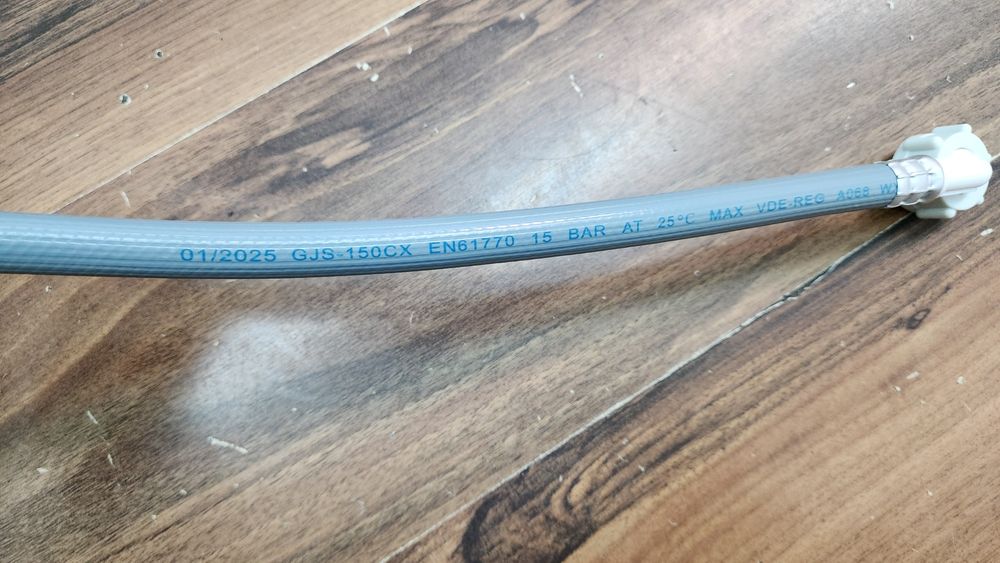 01/2025 GJS-150CX EN61770 15 BAR AT 25°C MAX VDE-REG A068